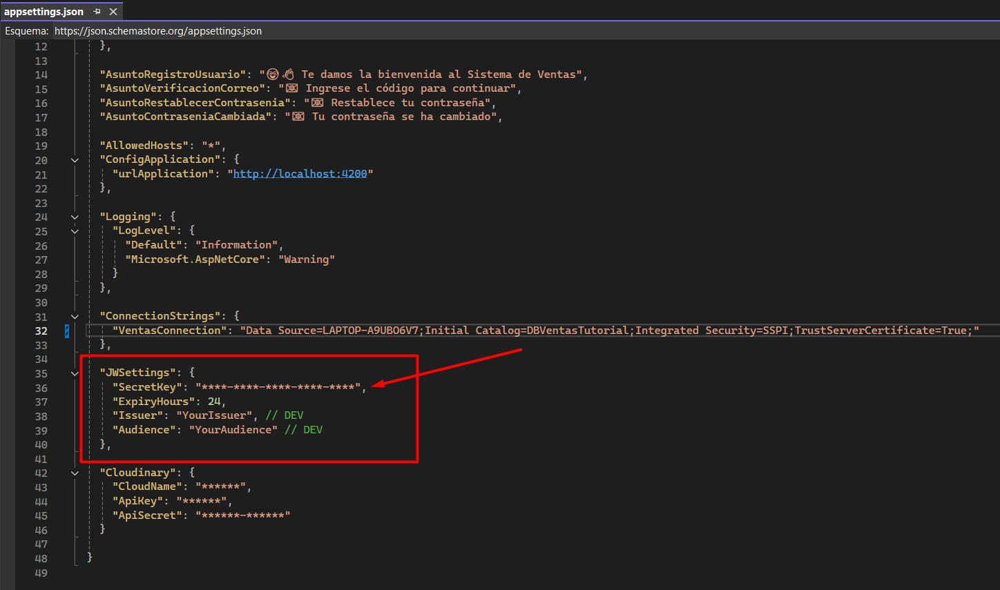 appsettings.json
Esquema: https://json.schemastore.org/appsettings.json
12 },
13
14 "AsuntoRegistroUsuario": "🤓👋 Te damos la bienvenida al Sistema de Ventas",
15 "AsuntoVerificacionCorreo": "📧 Ingrese el código para continuar",
16 "AsuntoRestablecerContrasenia": "📧 Restablece tu contraseña",
17 "AsuntoContraseniaCambiada": "📧 Tu contraseña se ha cambiado",
18
19 "AllowedHosts": "*",
20 "ConfigApplication": {
21 "urlApplication": "http://localhost:4200"
22 },
23
24 "Logging": {
25 "LogLevel": {
26 "Default": "Information",
27 "Microsoft.AspNetCore": "Warning"
28 }
29 },
30
31 "ConnectionStrings": {
32 "VentasConnection": "Data Source=LAPTOP-A9UBO6V7;Initial Catalog=DBVentasTutorial;Integrated Security=SSPI;TrustServerCertificate=True;"
33 },
34
35 "JWSettings": {
36 "SecretKey": "****-****-****-****-****",
37 "ExpiryHours": 24,
38 "Issuer": "YourIssuer", // DEV
39 "Audience": "YourAudience" // DEV
40 },
41
42 "Cloudinary": {
43 "CloudName": "******",
44 "ApiKey": "******",
45 "ApiSecret": "******-******"
46 }
47
48 }
49